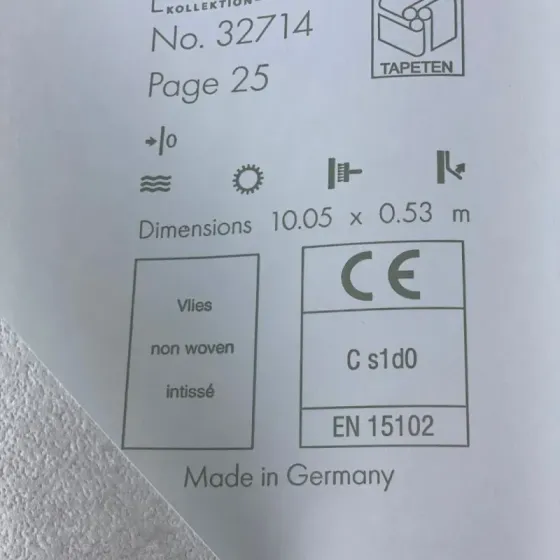 KOLLEKTION
No. 32714
Page 25
TAPETEN
0
Dimensions 10.05 x 0.53 m
Vlies
non woven
intissé
CE
C s1d0
EN 15102
Made in Germany